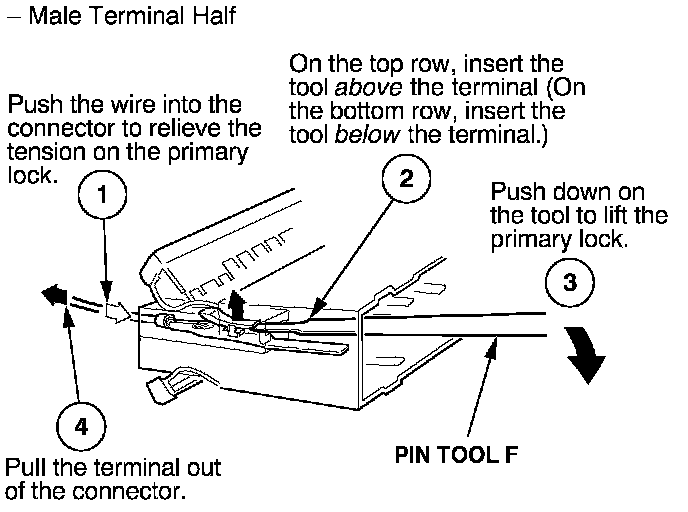 – Male Terminal Half
Push the wire into the
connector to relieve the
tension on the primary
lock.
1
On the top row, insert the
tool above the terminal (On
the bottom row, insert the
tool below the terminal.)
2
Push down on
the tool to lift the
primary lock.
3
4
Pull the terminal out
of the connector.
PIN TOOL F